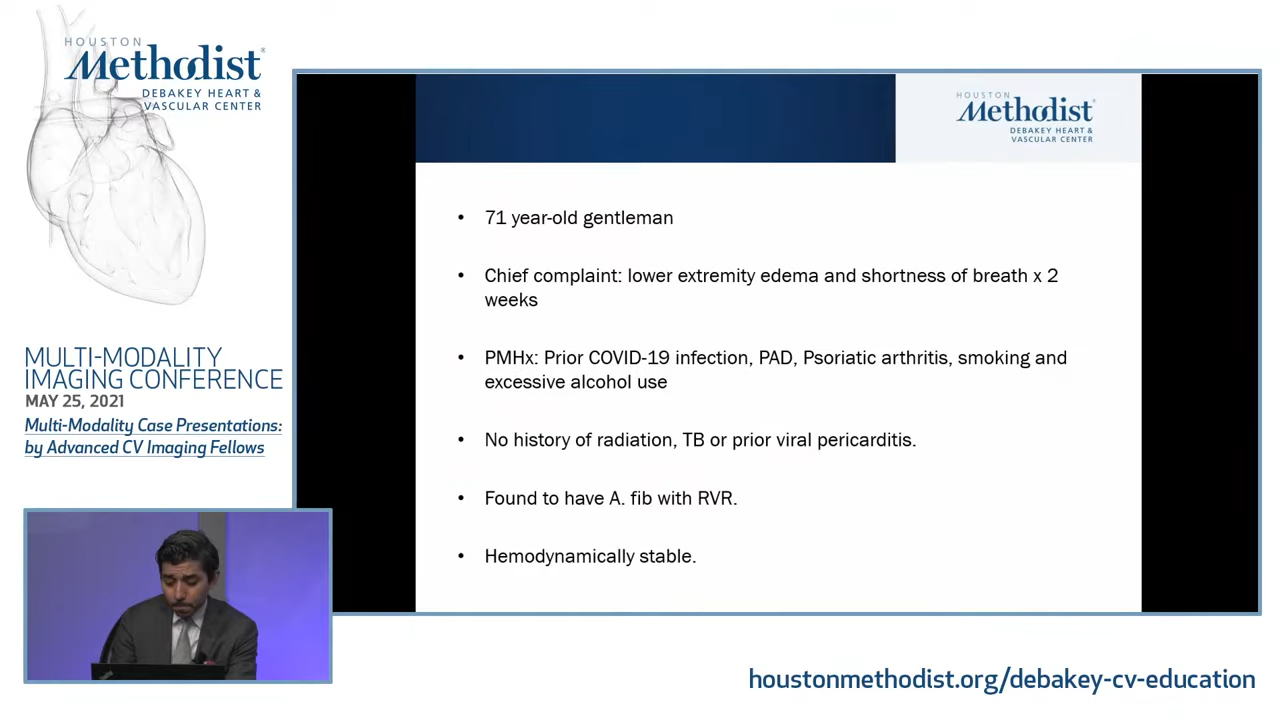 HOUSTON
Methodist®
DEBAKEY HEART &
VASCULAR CENTER
MULTI-MODALITY
IMAGING CONFERENCE
MAY 25, 2021
Multi-Modality Case Presentations:
by Advanced CV Imaging Fellows
HOUSTON
Methodist®
DEBAKEY HEART &
VASCULAR CENTER
• 71 year-old gentleman
• Chief complaint: lower extremity edema and shortness of breath x 2
weeks
• PMHx: Prior COVID-19 infection, PAD, Psoriatic arthritis, smoking and
excessive alcohol use
• No history of radiation, TB or prior viral pericarditis.
• Found to have A. fib with RVR.
• Hemodynamically stable.
houstonmethodist.org/debakey-cv-education